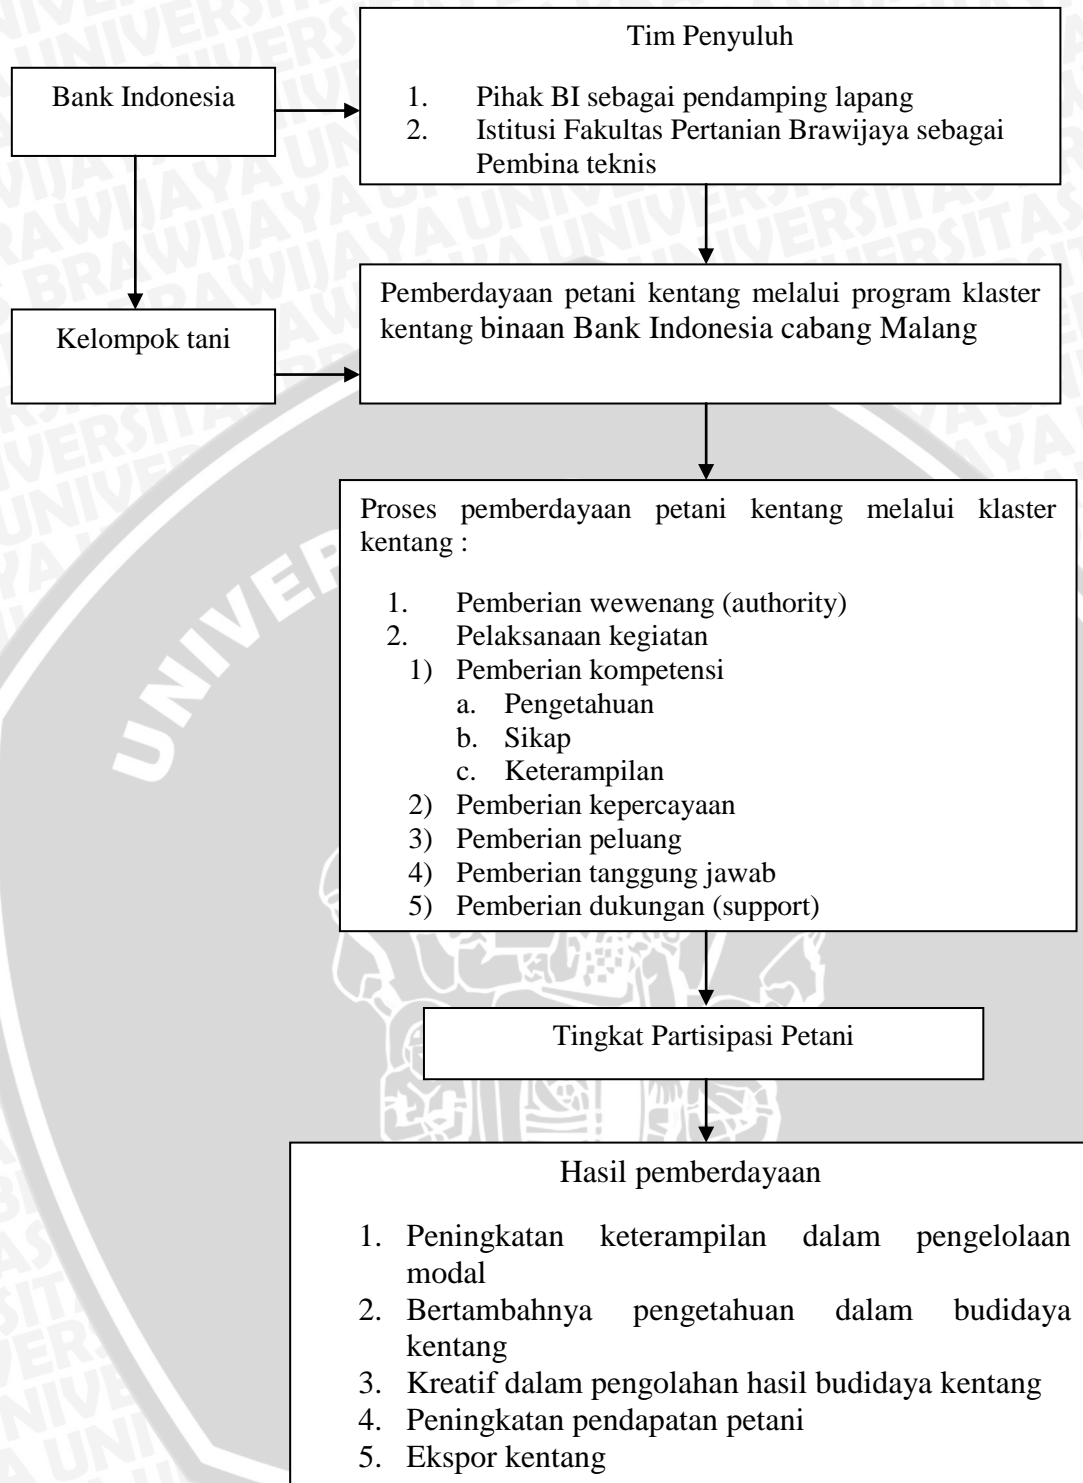 Tim Penyuluh
1. Pihak BI sebagai pendamping lapang
2. Istitusi Fakultas Pertanian Brawijaya sebagai
Pembina teknis
Bank Indonesia
Kelompok tani
Pemberdayaan petani kentang melalui program klaster
kentang binaan Bank Indonesia cabang Malang
Proses pemberdayaan petani kentang melalui klaster
kentang :
1. Pemberian wewenang (authority)
2. Pelaksanaan kegiatan
1) Pemberian kompetensi
a. Pengetahuan
b. Sikap
c. Keterampilan
2) Pemberian kepercayaan
3) Pemberian peluang
4) Pemberian tanggung jawab
5) Pemberian dukungan (support)
Tingkat Partisipasi Petani
Hasil pemberdayaan
1. Peningkatan keterampilan dalam pengelolaan
modal
2. Bertambahnya pengetahuan dalam budidaya
kentang
3. Kreatif dalam pengolahan hasil budidaya kentang
4. Peningkatan pendapatan petani
5. Ekspor kentang